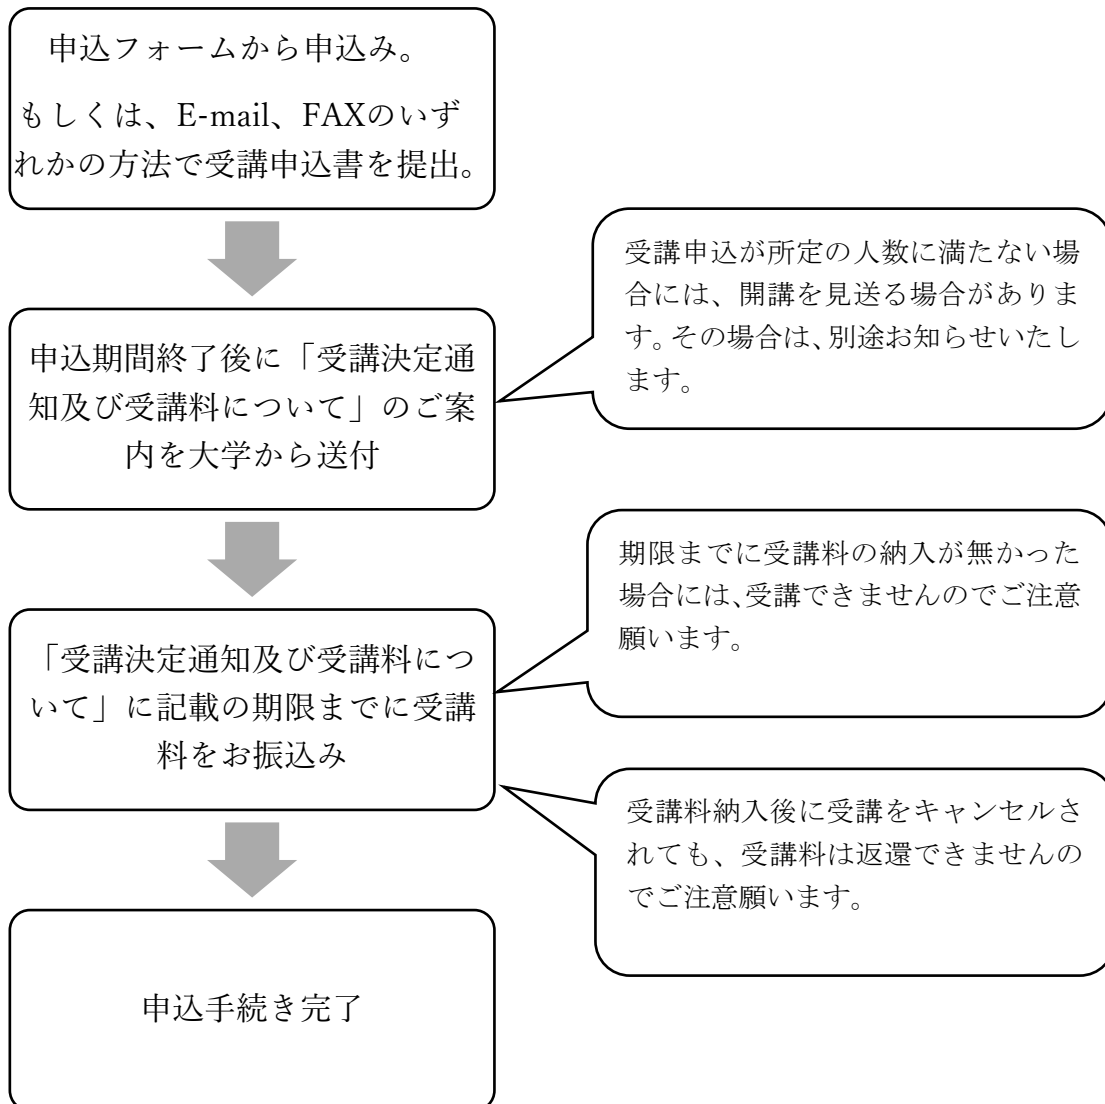 申込フォームから申込み。
もしくは、E-mail、FAXのいず
れかの方法で受講申込書を提出。
受講申込が所定の人数に満たない場
合には、開講を見送る場合がありま
す。その場合は、別途お知らせいたし
ます。
申込期間終了後に「受講決定通
知及び受講料について」のご案
内を大学から送付
期限までに受講料の納入が無かった
場合には、受講できませんのでご注意
願います。
「受講決定通知及び受講料につ
いて」に記載の期限までに受講
料をお振込み
受講料納入後に受講をキャンセルさ
れても、受講料は返還できませんの
でご注意願います。
申込手続き完了